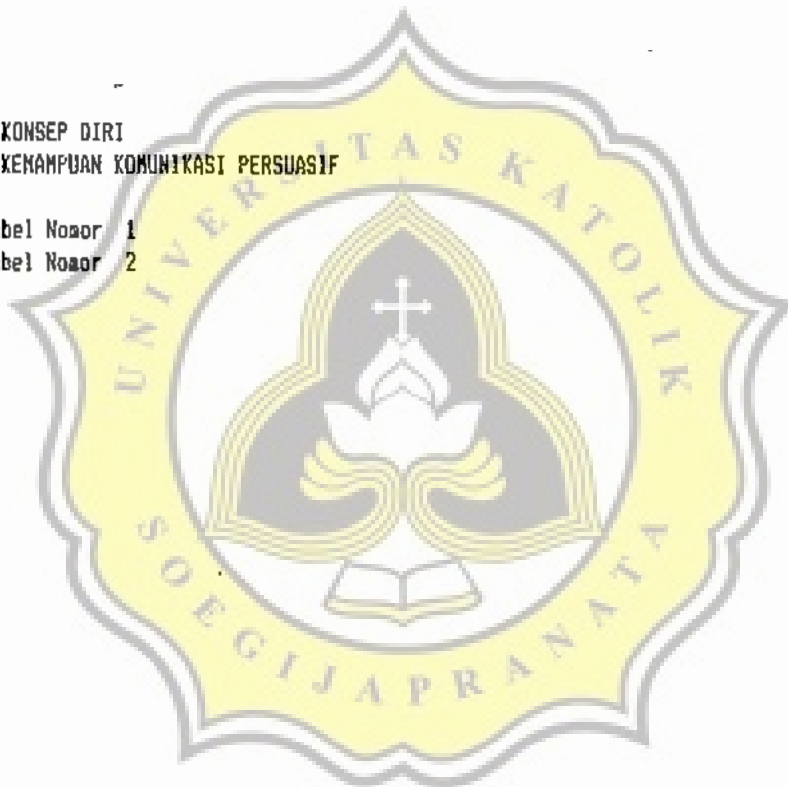 KONSEP DIRI
KEMAMPUAN KOMUNIKASI PERSUASIF
bel Nomor 1
bel Nomor 2
UNIVERSITAS KATOLIK
SOEGIJAPRANATA